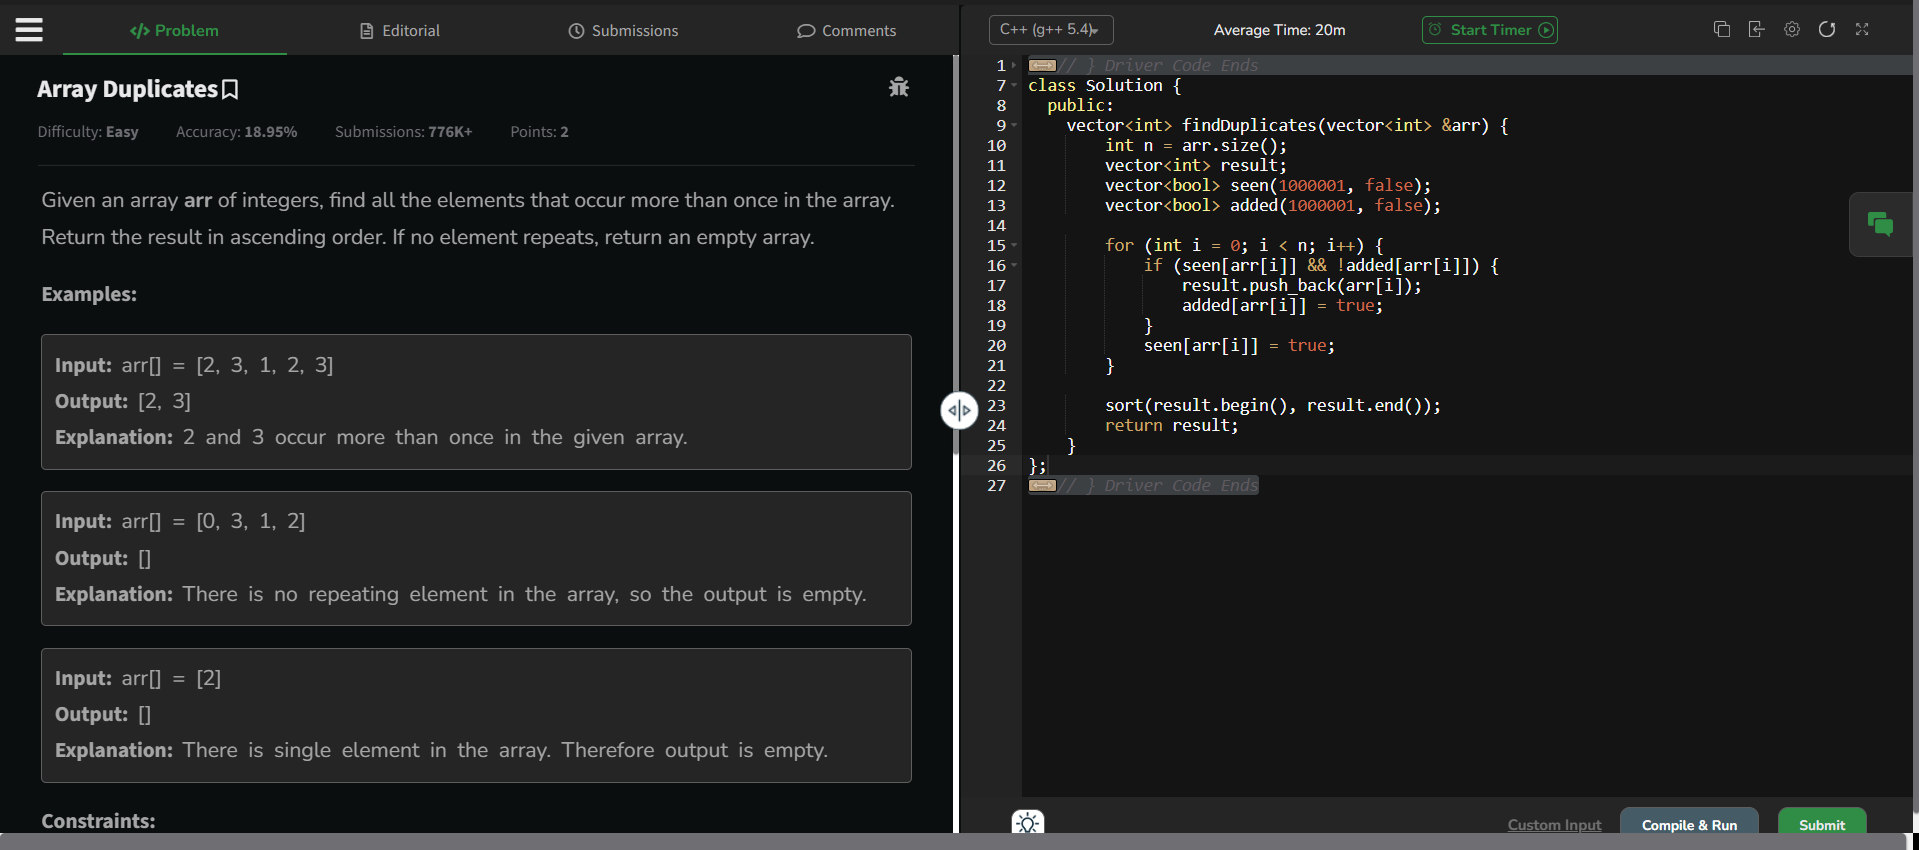 </> Problem
Editorial
Submissions
Comments
Array Duplicates
Difficulty: Easy Accuracy: 18.95% Submissions: 776K+ Points: 2
Given an array arr of integers, find all the elements that occur more than once in the array.
Return the result in ascending order. If no element repeats, return an empty array.
Examples:
Input: arr[] = [2, 3, 1, 2, 3]
Output: [2, 3]
Explanation: 2 and 3 occur more than once in the given array.
Input: arr[] = [0, 3, 1, 2]
Output: []
Explanation: There is no repeating element in the array, so the output is empty.
Input: arr[] = [2]
Output: []
Explanation: There is single element in the array. Therefore output is empty.
Constraints:
C++ (g++ 5.4)
Average Time: 20m
Start Timer
1 // } Driver Code Ends
7 class Solution {
8   public:
9     vector<int> findDuplicates(vector<int> &arr) {
10         int n = arr.size();
11         vector<int> result;
12         vector<bool> seen(1000001, false);
13         vector<bool> added(1000001, false);
14
15         for (int i = 0; i < n; i++) {
16             if (seen[arr[i]] && !added[arr[i]]) {
17                 result.push_back(arr[i]);
18                 added[arr[i]] = true;
19             }
20             seen[arr[i]] = true;
21         }
22
23         sort(result.begin(), result.end());
24         return result;
25     }
26 };
27 // } Driver Code Ends
Custom Input
Compile & Run
Submit